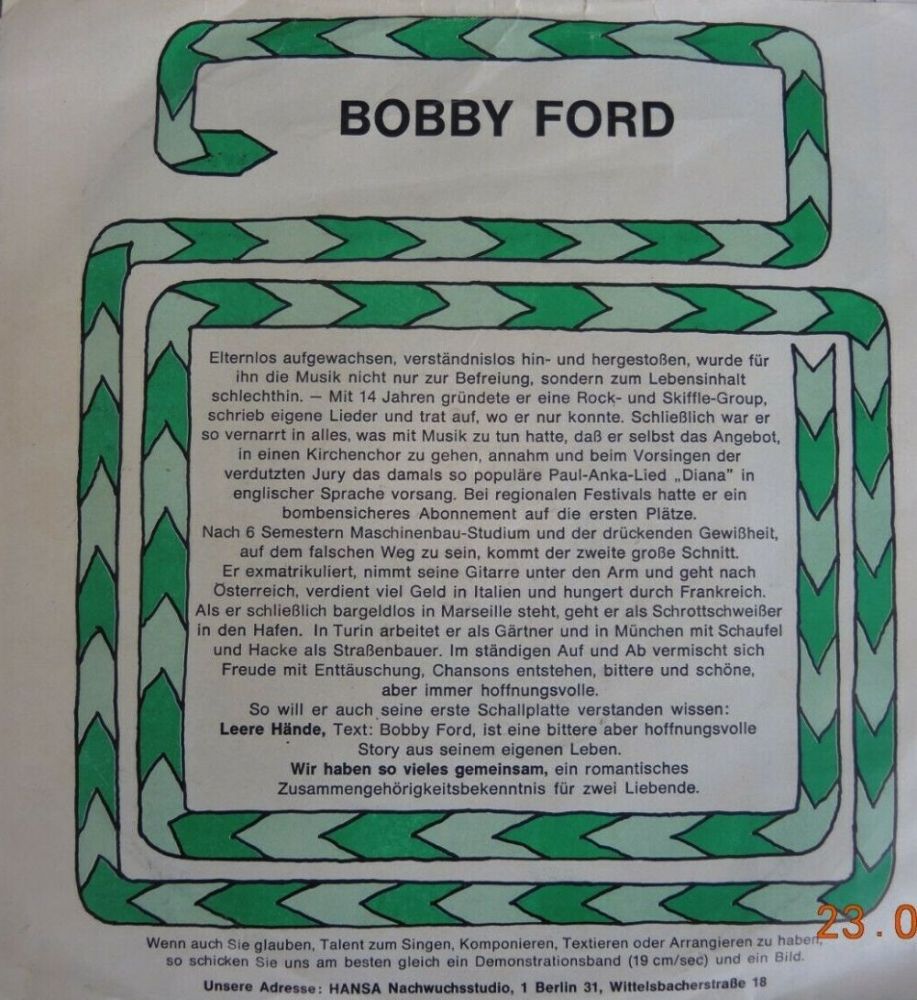 BOBBY FORD
Elternlos aufgewachsen, verständnislos hin- und hergestoßen, wurde für
ihn die Musik nicht nur zur Befreiung, sondern zum Lebensinhalt
schlechthin. — Mit 14 Jahren gründete er eine Rock- und Skiffle-Group,
schrieb eigene Lieder und trat auf, wo er nur konnte. Schließlich war er
so vernarrt in alles, was mit Musik zu tun hatte, daß er selbst das Angebot,
in einen Kirchenchor zu gehen, annahm und beim Vorsingen der
verdutzten Jury das damals so populäre Paul-Anka-Lied „Diana” in
englischer Sprache vorsang. Bei regionalen Festivals hatte er ein
bombensicheres Abonnement auf die ersten Plätze.
Nach 6 Semestern Maschinenbau-Studium und der drückenden Gewißheit,
auf dem falschen Weg zu sein, kommt der zweite große Schnitt.
Er exmatrikuliert, nimmt seine Gitarre unter den Arm und geht nach
Österreich, verdient viel Geld in Italien und hungert durch Frankreich.
Als er schließlich bargeldlos in Marseille steht, geht er als Schrottschweißer
in den Hafen. In Turin arbeitet er als Gärtner und in München mit Schaufel
und Hacke als Straßenbauer. Im ständigen Auf und Ab vermischt sich
Freude mit Enttäuschung, Chansons entstehen, bittere und schöne,
aber immer hoffnungsvolle.
So will er auch seine erste Schallplatte verstanden wissen:
Leere Hände, Text: Bobby Ford, ist eine bittere aber hoffnungsvolle
Story aus seinem eigenen Leben.
Wir haben so vieles gemeinsam, ein romantisches
Zusammengehörigkeitsbekenntnis für zwei Liebende.
23.0
Wenn auch Sie glauben, Talent zum Singen, Komponieren, Textieren oder Arrangieren zu haben,
so schicken Sie uns am besten gleich ein Demonstrationsband (19 cm/sec) und ein Bild.
Unsere Adresse: HANSA Nachwuchsstudio, 1 Berlin 31, Wittelsbacherstraße 18